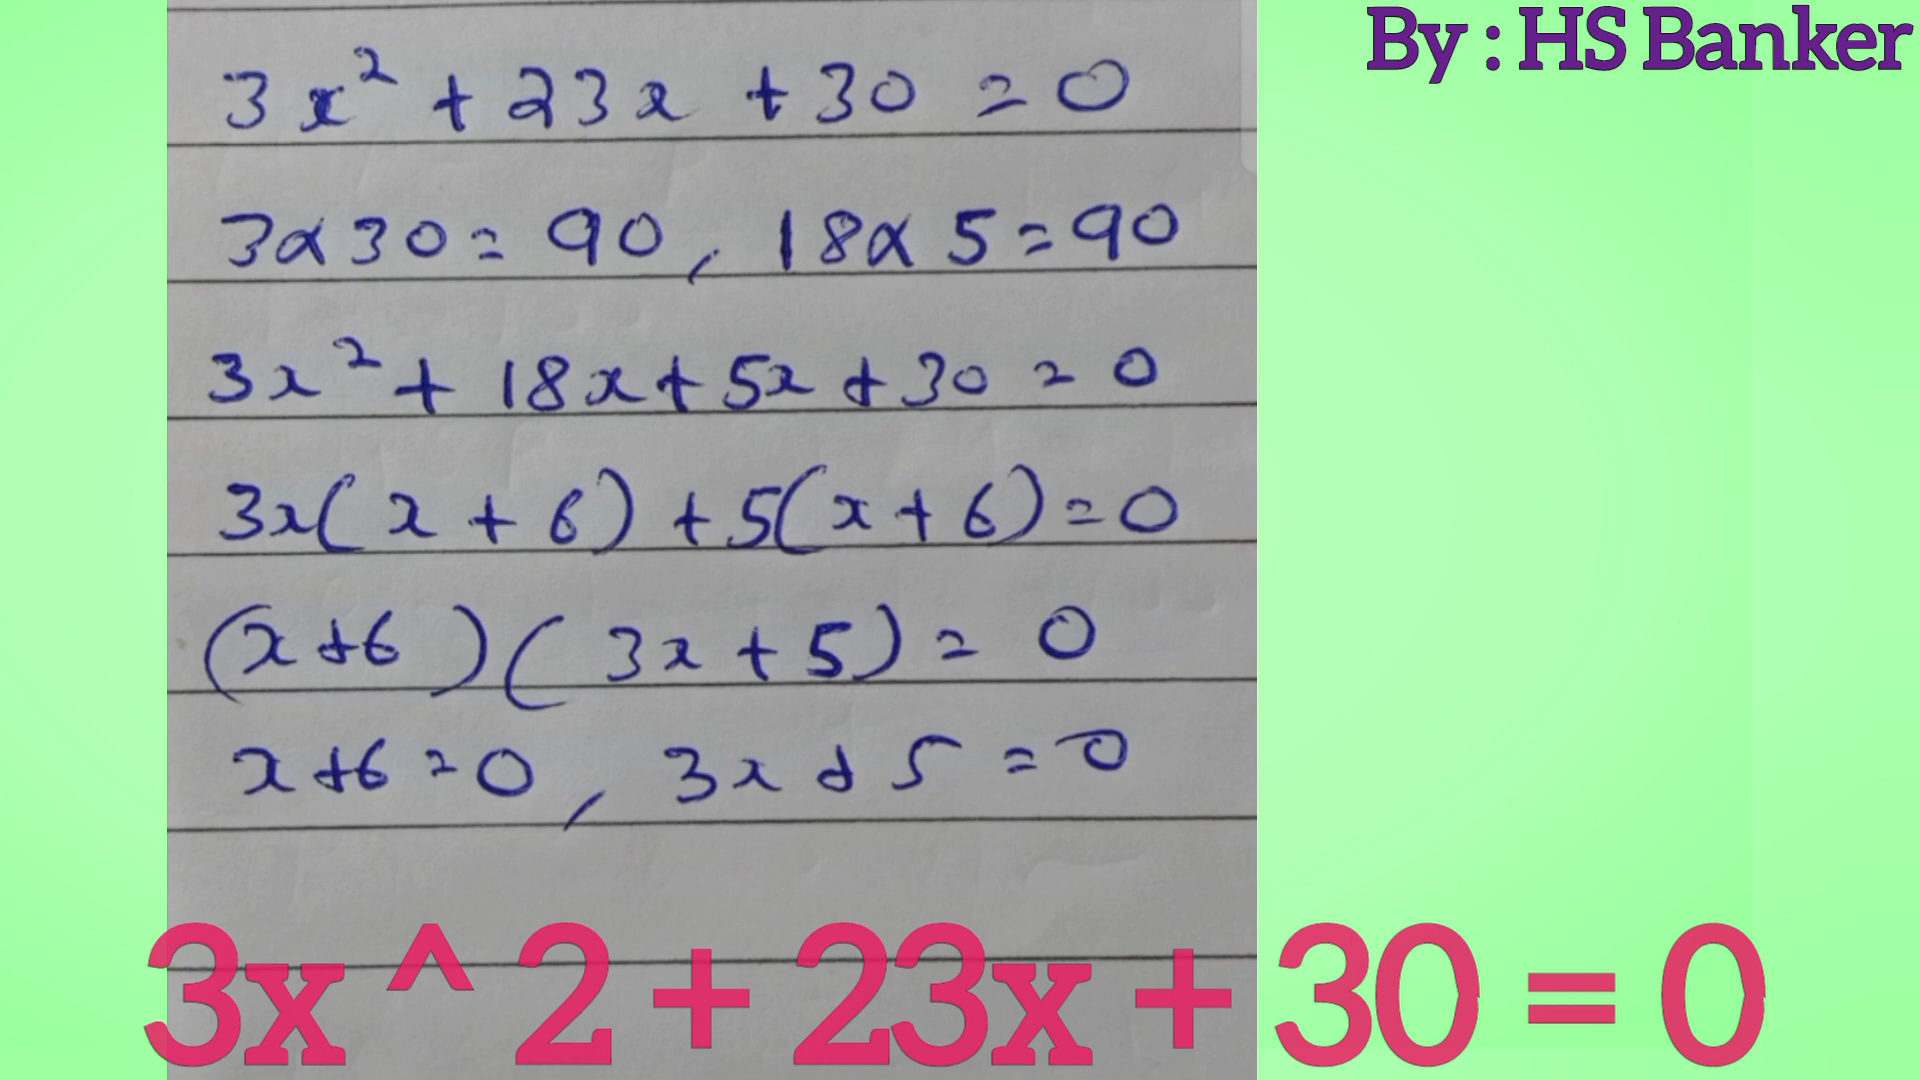 By : HS Banker
3x² + 23x + 30 = 0
3x30 = 90, 18x5 = 90
3x² + 18x + 5x + 30 = 0
3x(x + 6) + 5(x + 6) = 0
(x + 6)(3x + 5) = 0
x + 6 = 0, 3x + 5 = 0
3x ^ 2 + 23x + 30 = 0